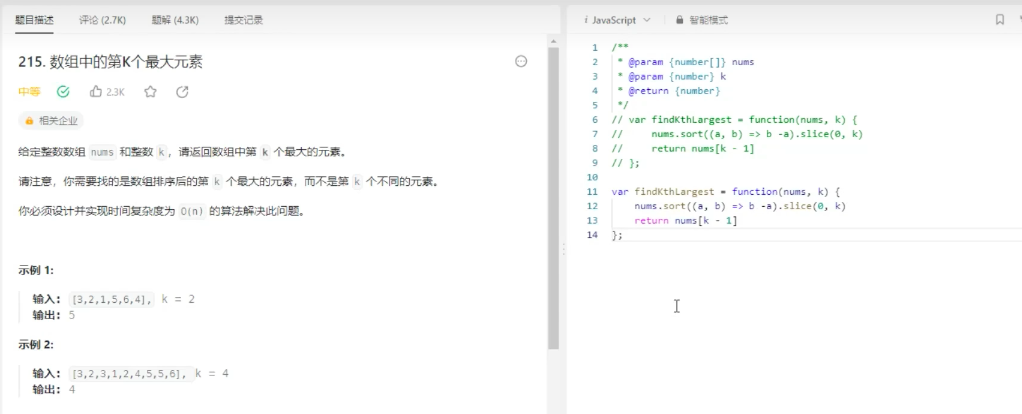 题目描述 评论 (2.7K) 题解 (4.3K) 提交记录
215. 数组中的第K个最大元素
中等 2.3K
相关企业
给定整数数组 nums 和整数 k，请返回数组中第 k 个最大的元素。
请注意，你需要找的是数组排序后的第 k 个最大的元素，而不是第 k 个不同的元素。
你必须设计并实现时间复杂度为 O(n) 的算法解决此问题。
示例 1:
输入: [3,2,1,5,6,4], k = 2
输出: 5
示例 2:
输入: [3,2,3,1,2,4,5,5,6], k = 4
输出: 4
i JavaScript 智能模式
1 /**
2 * @param {number[]} nums
3 * @param {number} k
4 * @return {number}
5 */
6 // var findKthLargest = function(nums, k) {
7 // nums.sort((a, b) => b -a).slice(0, k)
8 // return nums[k - 1]
9 // };
10
11 var findKthLargest = function(nums, k) {
12 nums.sort((a, b) => b -a).slice(0, k)
13 return nums[k - 1]
14 };